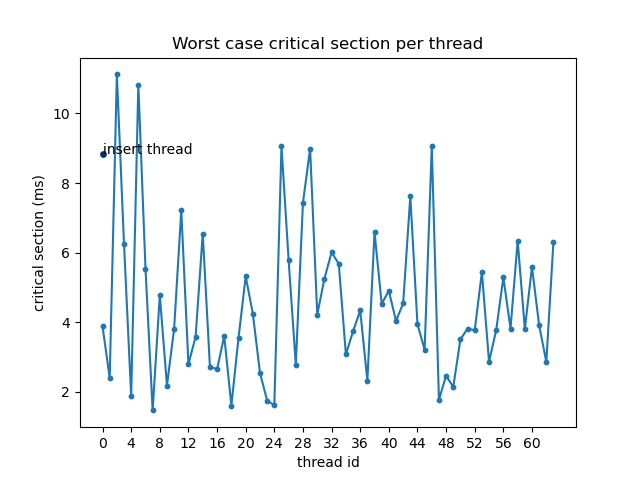 Worst case critical section per thread
10
insert thread
8
6
4
2
critical section (ms)
0 4 8 12 16 20 24 28 32 36 40 44 48 52 56 60
thread id